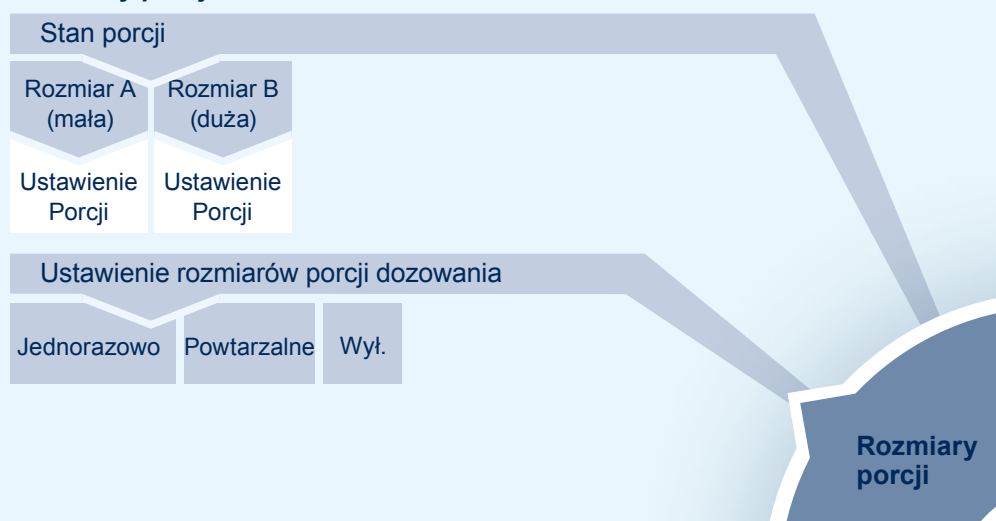 Stan porcji
Rozmiar A
(mała)
Rozmiar B
(duża)
Ustawienie
Porcji
Ustawienie
Porcji
Ustawienie rozmiarów porcji dozowania
Jednorazowo
Powtarzalne
Wył.
Rozmiary
porcji